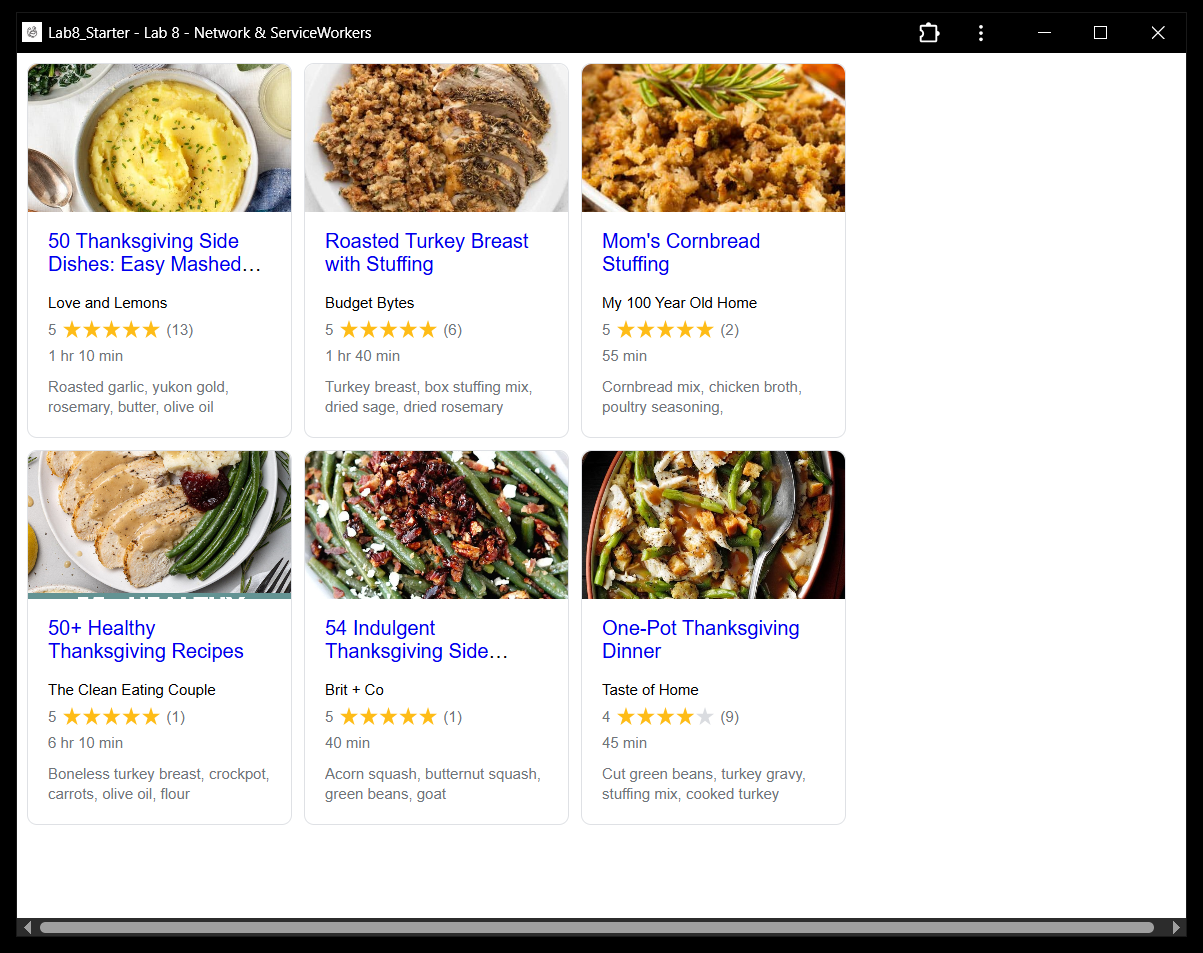 Lab8_Starter - Lab 8 - Network & ServiceWorkers
50 Thanksgiving Side
Dishes: Easy Mashed…
Love and Lemons
5 ★★★★★ (13)
1 hr 10 min
Roasted garlic, yukon gold,
rosemary, butter, olive oil
Roasted Turkey Breast
with Stuffing
Budget Bytes
5 ★★★★★ (6)
1 hr 40 min
Turkey breast, box stuffing mix,
dried sage, dried rosemary
Mom's Cornbread
Stuffing
My 100 Year Old Home
5 ★★★★★ (2)
55 min
Cornbread mix, chicken broth,
poultry seasoning,
50+ Healthy
Thanksgiving Recipes
The Clean Eating Couple
5 ★★★★★ (1)
6 hr 10 min
Boneless turkey breast, crockpot,
carrots, olive oil, flour
54 Indulgent
Thanksgiving Side…
Brit + Co
5 ★★★★★ (1)
40 min
Acorn squash, butternut squash,
green beans, goat
One-Pot Thanksgiving
Dinner
Taste of Home
4 ★★★★★ (9)
45 min
Cut green beans, turkey gravy,
stuffing mix, cooked turkey